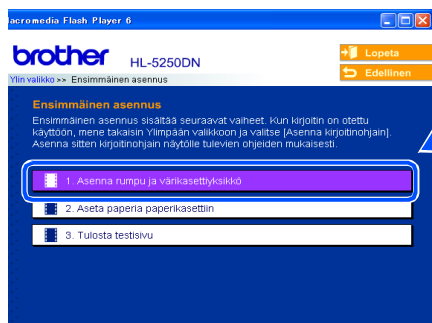 Macromedia Flash Player 6
brother HL-5250DN
Lopeta
Edellinen
Ylin valikko >> Ensimmäinen asennus
Ensimmäinen asennus
Ensimmäinen asennus sisältää seuraavat vaiheet. Kun kirjoitin on otettu
käyttöön, mene takaisin Ylimpään valikkoon ja valitse [Asenna kirjoitinohjain].
Asenna sitten kirjoitinohjain näytölle tulevien ohjeiden mukaisesti.
1. Asenna rumpu ja värikasettiyksikkö
2. Aseta paperia paperikasettiin
3. Tulosta testisivu